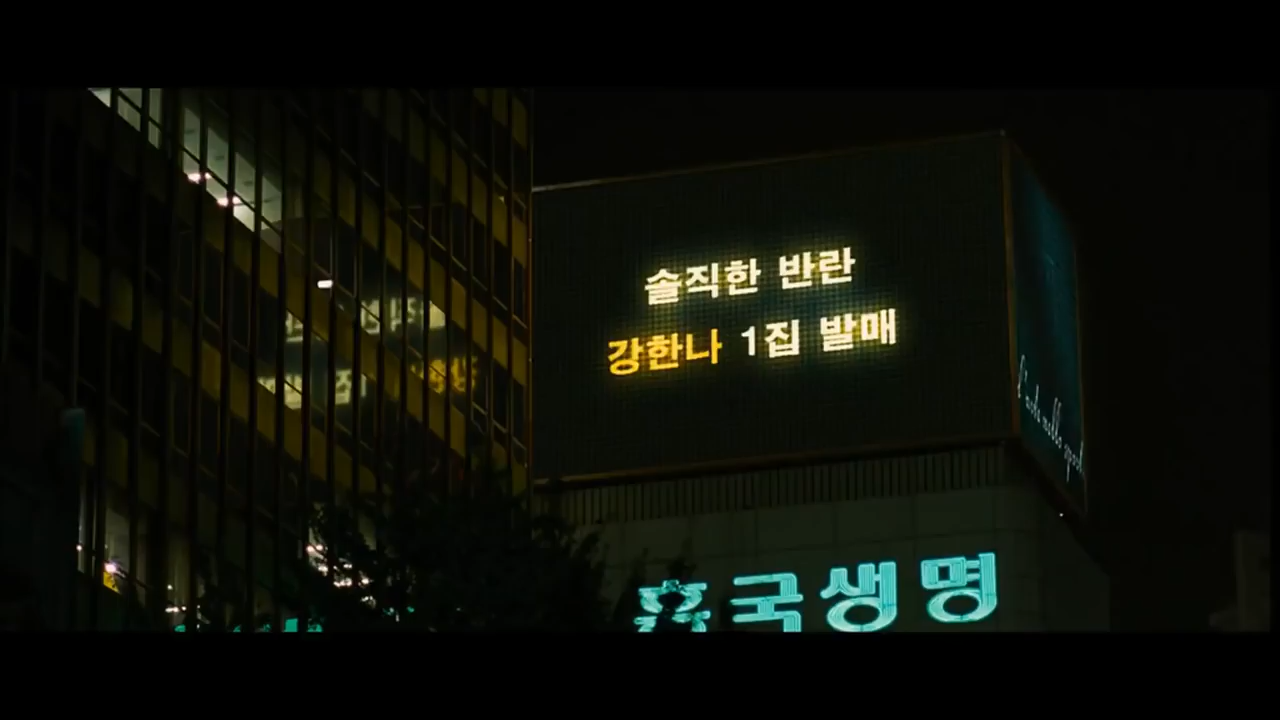 솔직한 반란
강한나 1집 발매
흥국생명